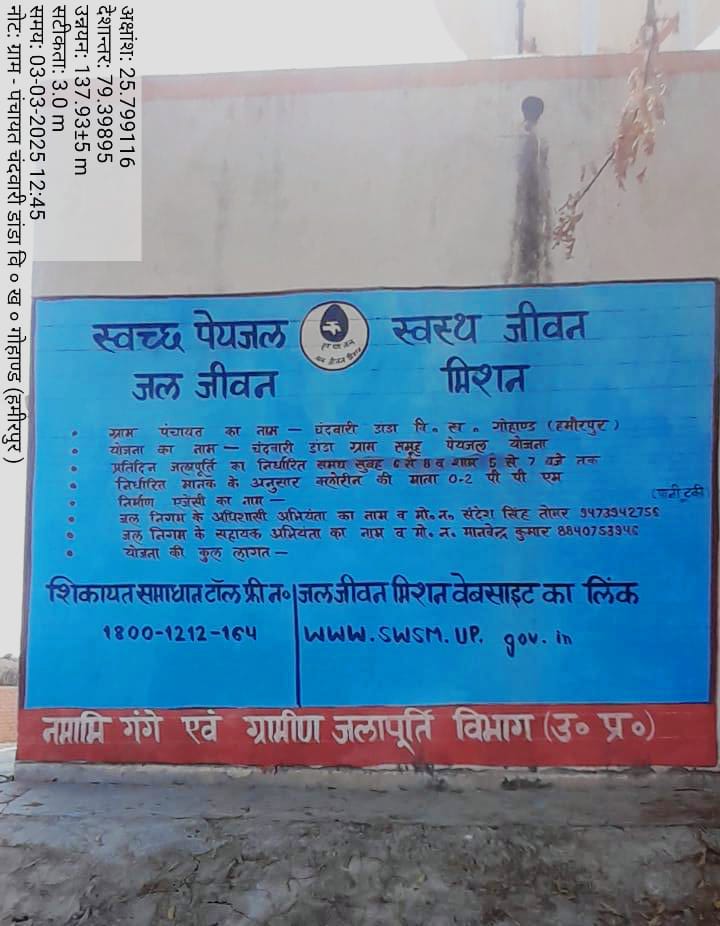 अक्षांश: 25.799116
देशान्तर: 79.39895
उन्नयन: 137.93±5 m
सटीकता: 3.0 m
समय: 03-03-2025 12:45
नोट: ग्राम - पंचायत चंदवारी डांडा वि ० ख ० गोहाण्ड (हमीरपुर )
स्वच्छ पेयजल स्वस्थ जीवन
जल जीवन मिशन
ग्राम पंचायत का नाम – चंदवारी डांडा वि० ख० गोहाण्ड (हमीरपुर)
योजना का नाम – चंदवारी डांडा ग्राम समूह पेयजल योजना
प्रतिदिन जलापूर्ति का निर्धारित समय सुबह 6 से 8 व शाम 5 से 7 बजे तक
निर्धारित मानक के अनुसार क्लोरीन की मात्रा 0-2 पी पी एम
(पानी टंकी)
निर्माण एजेंसी का नाम –
जल निगम के अधिशासी अभियंता का नाम व मो० न० संदेश सिंह तोमर 9473942756
जल निगम के सहायक अभियंता का नाम व मो० न० मानवेन्द्र कुमार 8840753946
योजना की कुल लागत –
शिकायत समाधान टॉल फ्री न०
1800-1212-164
जल जीवन मिशन वेबसाइट का लिंक
WWW.SWSM.UP. gov.in
नमामि गंगे एवं ग्रामीण जलापूर्ति विभाग (उ० प्र०)